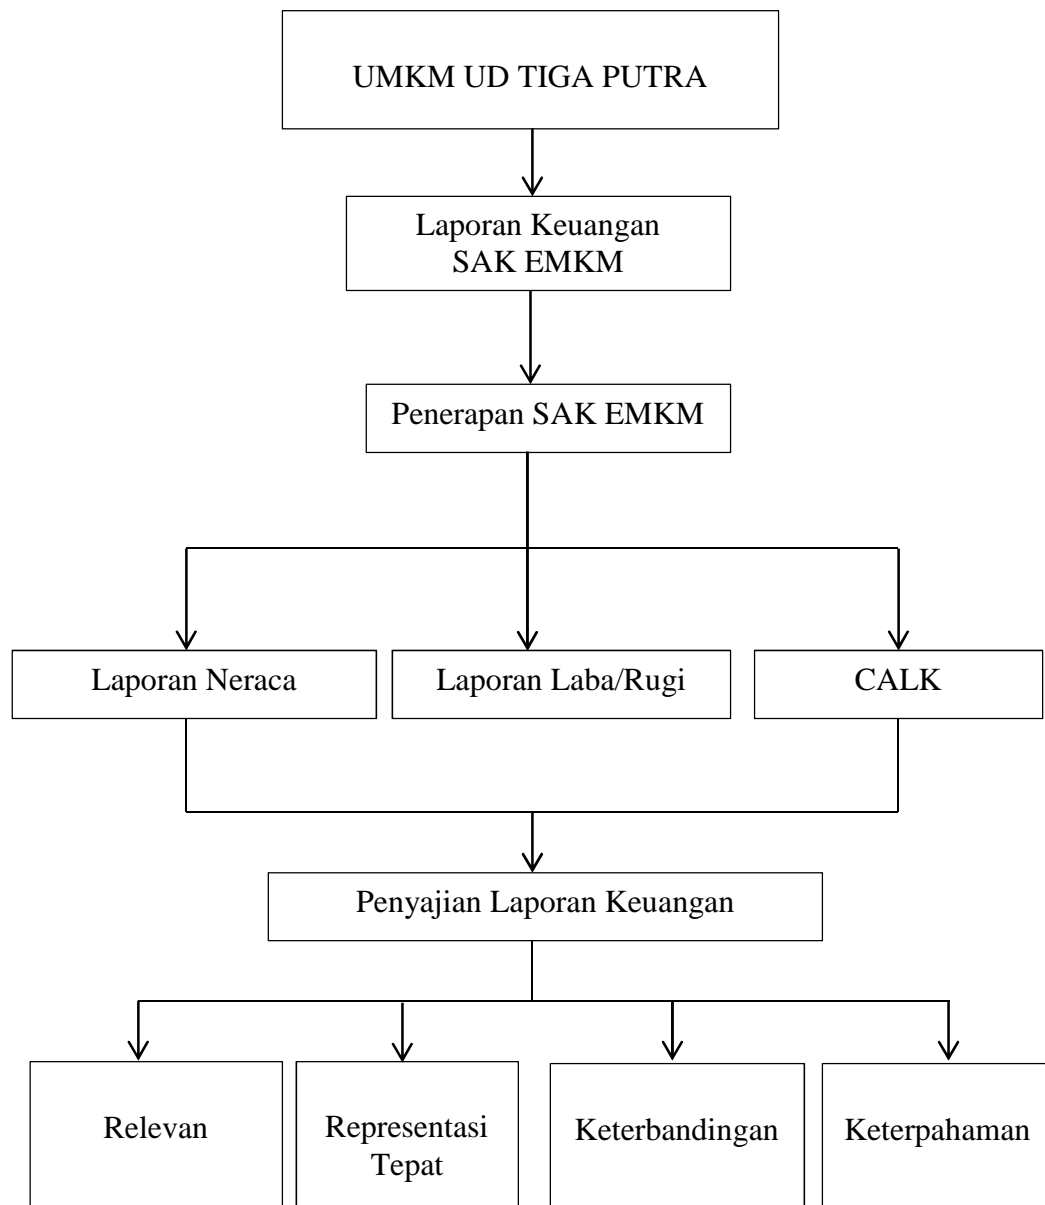 UMKM UD TIGA PUTRA
Laporan Keuangan
SAK EMKM
Penerapan SAK EMKM
Laporan Neraca
Laporan Laba/Rugi
CALK
Penyajian Laporan Keuangan
Relevan
Representasi
Tepat
Keterbandingan
Keterpahaman